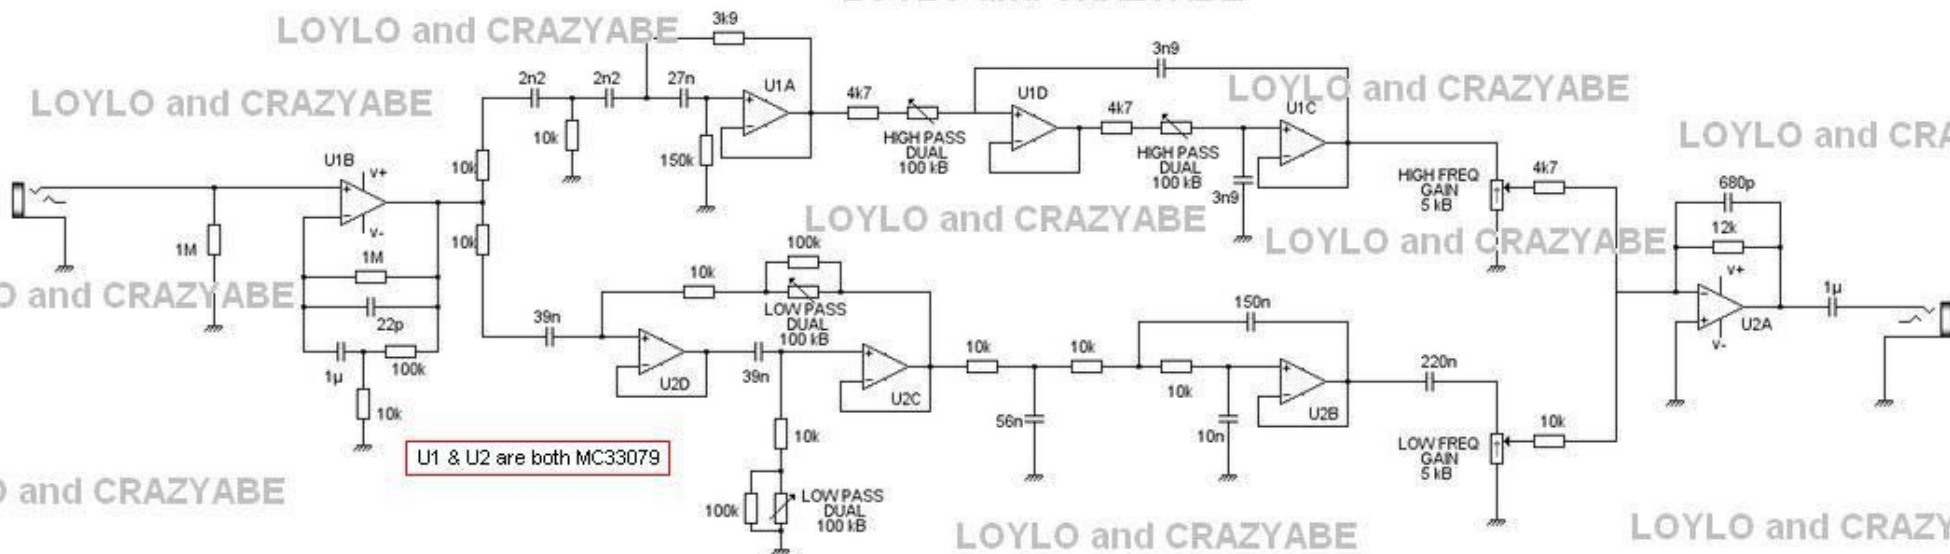 LOYLO and CRAZYABE
3k9
LOYLO and CRAZYABE
2n2
2n2
27n
U1A
3n9
LOYLO and CRAZYABE
4k7
U1D
4k7
U1C
LOYLO and CRA
10k
150k
HIGH PASS
DUAL
100 kB
HIGH PASS
DUAL
100 kB
U1B
v+
v-
10k
3n9
HIGH FREQ
GAIN
5 kB
4k7
680p
12k
LOYLO and CRAZYABE
LOYLO and CRAZYABE
1M
1M
22p
10k
100k
10k
LOW PASS
DUAL
100 kB
O and CRAZYABE
39n
150n
v+
v-
U2A
1µ
1µ
100k
10k
U2D
39n
U2C
10k
10k
10k
U2B
220n
56n
10n
LOW FREQ
GAIN
5 kB
10k
U1 & U2 are both MC33079
10k
100k
LOW PASS
DUAL
100 kB
O and CRAZYABE
LOYLO and CRAZYABE
LOYLO and CRAZY